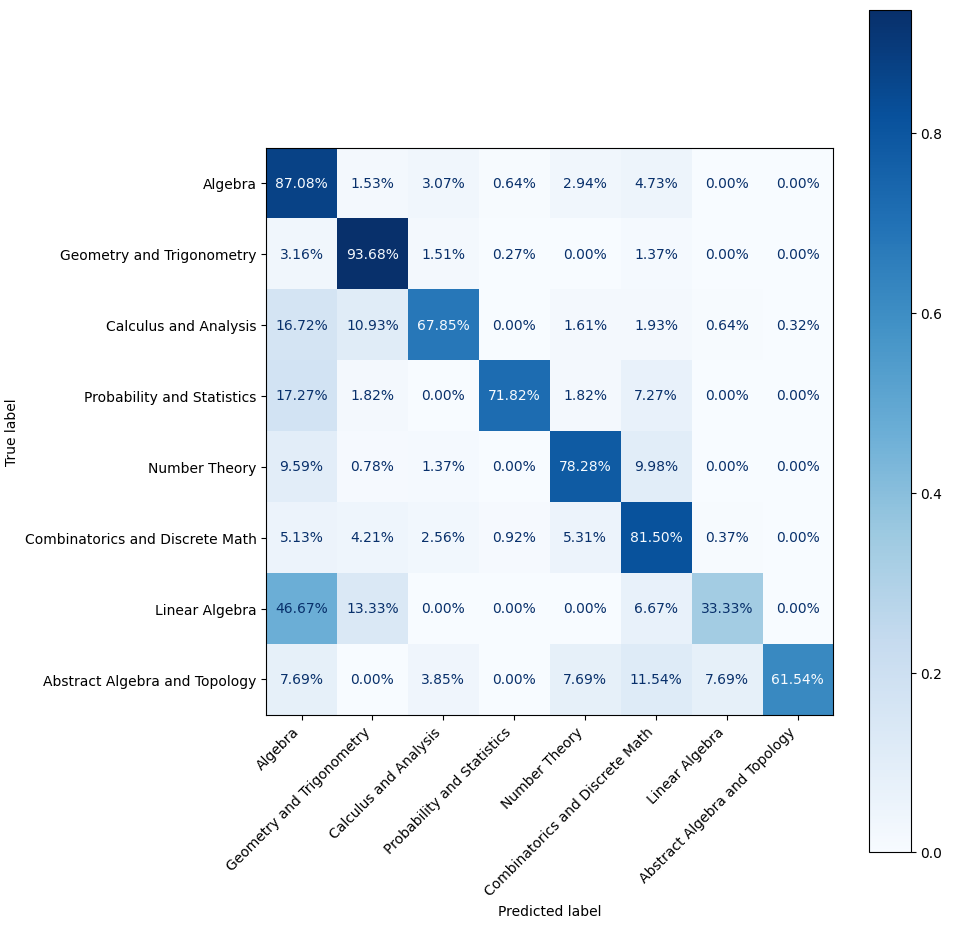 0.8
0.6
0.4
0.2
0.0
True label
Algebra 87.08% 1.53% 3.07% 0.64% 2.94% 4.73% 0.00% 0.00%
Geometry and Trigonometry 3.16% 93.68% 1.51% 0.27% 0.00% 1.37% 0.00% 0.00%
Calculus and Analysis 16.72% 10.93% 67.85% 0.00% 1.61% 1.93% 0.64% 0.32%
Probability and Statistics 17.27% 1.82% 0.00% 71.82% 1.82% 7.27% 0.00% 0.00%
Number Theory 9.59% 0.78% 1.37% 0.00% 78.28% 9.98% 0.00% 0.00%
Combinatorics and Discrete Math 5.13% 4.21% 2.56% 0.92% 5.31% 81.50% 0.37% 0.00%
Linear Algebra 46.67% 13.33% 0.00% 0.00% 0.00% 6.67% 33.33% 0.00%
Abstract Algebra and Topology 7.69% 0.00% 3.85% 0.00% 7.69% 11.54% 7.69% 61.54%
Algebra
Geometry and Trigonometry
Calculus and Analysis
Probability and Statistics
Number Theory
Combinatorics and Discrete Math
Linear Algebra
Abstract Algebra and Topology
Predicted label